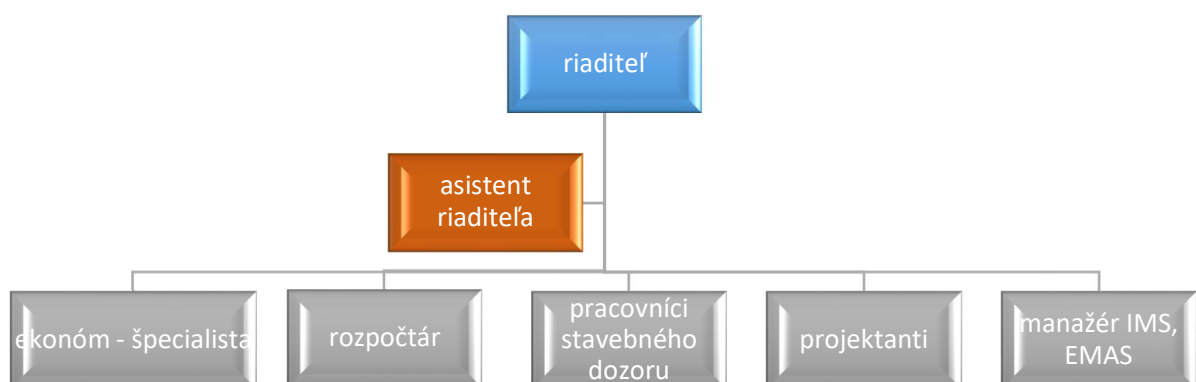 riaditeľ
asistent
riaditeľa
ekonóm - špecialista
rozpočtár
pracovníci
stavebného
dozoru
projektanti
manažér IMS,
EMAS